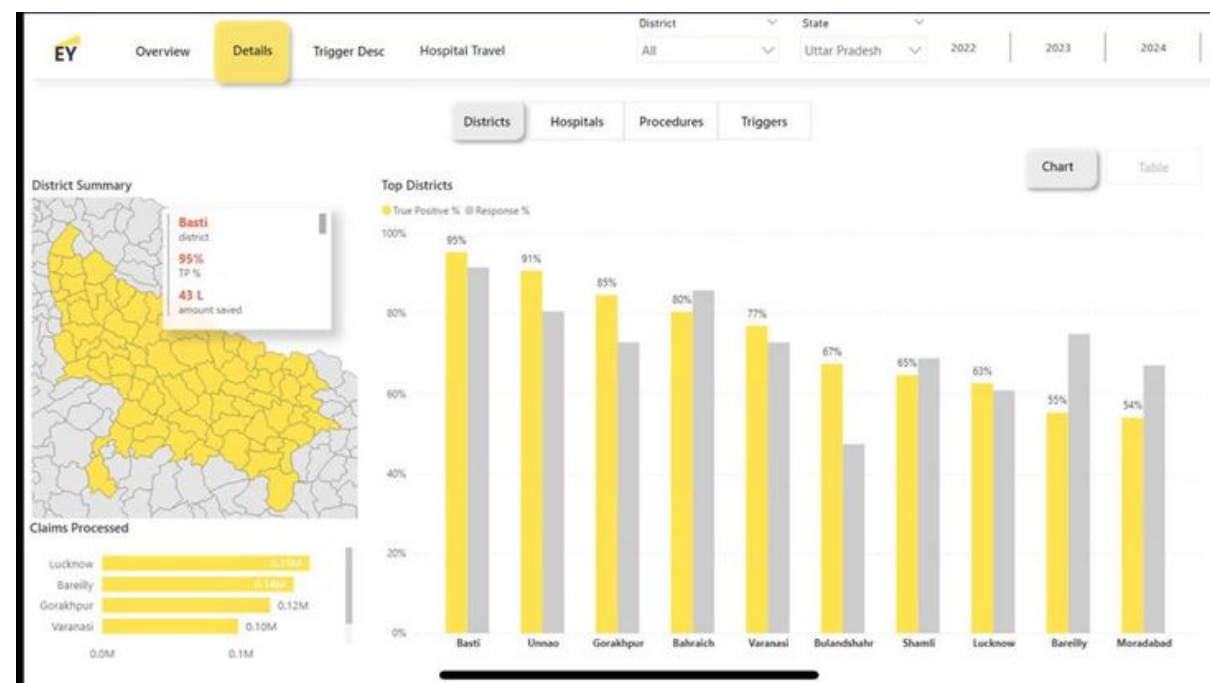 EY
Overview
Details
Trigger Desc
Hospital Travel
District
All
State
Uttar Pradesh
2022
2023
2024
Districts
Hospitals
Procedures
Triggers
Chart
Table
District Summary
Basti
district
95%
TP %
43 L
amount saved
Top Districts
True Positive % Response %
100%
80%
60%
40%
20%
0%
95%
91%
85%
80%
77%
67%
65%
63%
55%
54%
Basti
Unnao
Gorakhpur
Bahraich
Varanasi
Bulandshahr
Shamli
Lucknow
Bareilly
Moradabad
Claims Processed
Lucknow 0.15M
Bareilly 0.14M
Gorakhpur 0.12M
Varanasi 0.10M
0.0M 0.1M